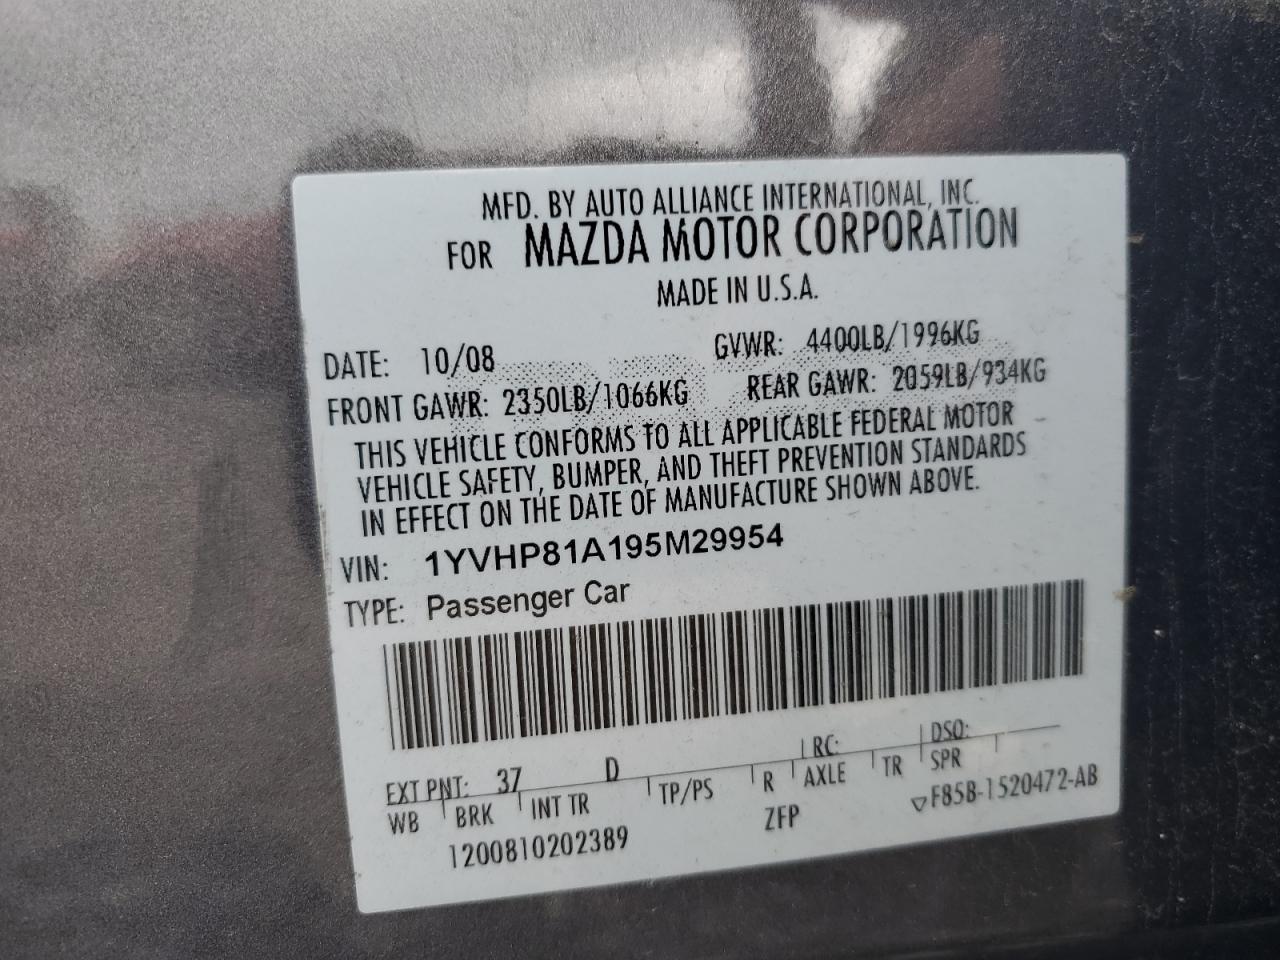 MFD. BY AUTO ALLIANCE INTERNATIONAL, INC.
FOR MAZDA MOTOR CORPORATION
MADE IN U.S.A.
DATE: 10/08 GVWR: 4400LB/1996KG
FRONT GAWR: 2350LB/1066KG REAR GAWR: 2059LB/934KG
THIS VEHICLE CONFORMS TO ALL APPLICABLE FEDERAL MOTOR
VEHICLE SAFETY, BUMPER, AND THEFT PREVENTION STANDARDS
IN EFFECT ON THE DATE OF MANUFACTURE SHOWN ABOVE.
VIN: 1YVHP81A195M29954
TYPE: Passenger Car
EXT PNT: 37 D RC: DSO:
WB BRK INT TR TP/PS R AXLE TR SPR
1200810202389 ZFP ▽F85B-1520472-AB